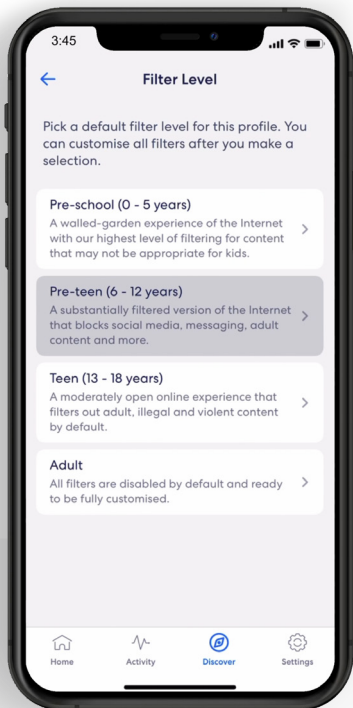 3:45
Filter Level
Pick a default filter level for this profile. You
can customise all filters after you make a
selection.
Pre-school (0 - 5 years)
A walled-garden experience of the Internet
with our highest level of filtering for content
that may not be appropriate for kids.
Pre-teen (6 - 12 years)
A substantially filtered version of the Internet
that blocks social media, messaging, adult
content and more.
Teen (13 - 18 years)
A moderately open online experience that
filters out adult, illegal and violent content
by default.
Adult
All filters are disabled by default and ready
to be fully customised.
Home Activity Discover Settings